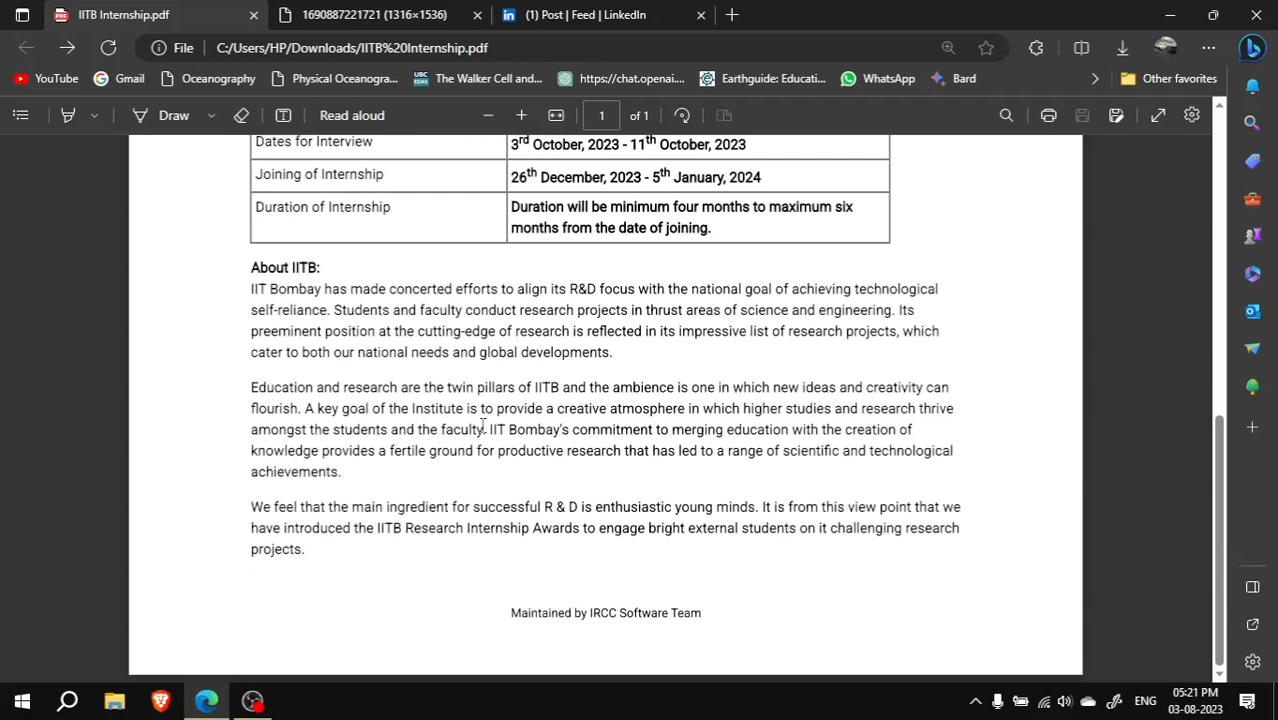 IITB Internship.pdf
1690887221721 (1316×1536)
(1) Post | Feed | LinkedIn
File
C:/Users/HP/Downloads/IITB%20Internship.pdf
YouTube
Gmail
Oceanography
Physical Oceanogra...
UBC EOAS
The Walker Cell and...
https://chat.openai....
Earthguide: Educati...
WhatsApp
Bard
Other favorites
Draw
Read aloud
1
of 1
Dates for Interview
3rd October, 2023 - 11th October, 2023
Joining of Internship
26th December, 2023 - 5th January, 2024
Duration of Internship
Duration will be minimum four months to maximum six
months from the date of joining.
About IITB:
IIT Bombay has made concerted efforts to align its R&D focus with the national goal of achieving technological
self-reliance. Students and faculty conduct research projects in thrust areas of science and engineering. Its
preeminent position at the cutting-edge of research is reflected in its impressive list of research projects, which
cater to both our national needs and global developments.
Education and research are the twin pillars of IITB and the ambience is one in which new ideas and creativity can
flourish. A key goal of the Institute is to provide a creative atmosphere in which higher studies and research thrive
amongst the students and the faculty. IIT Bombay's commitment to merging education with the creation of
knowledge provides a fertile ground for productive research that has led to a range of scientific and technological
achievements.
We feel that the main ingredient for successful R & D is enthusiastic young minds. It is from this view point that we
have introduced the IITB Research Internship Awards to engage bright external students on it challenging research
projects.
Maintained by IRCC Software Team
ENG
05:21 PM
03-08-2023